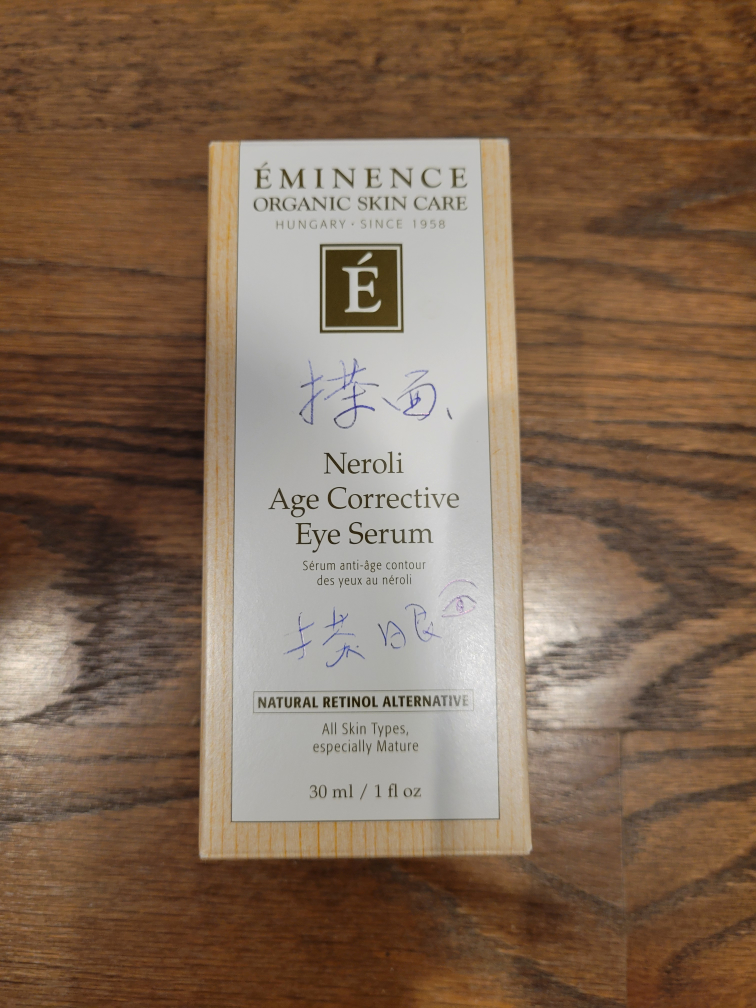 ÉMINENCE
ORGANIC SKIN CARE
HUNGARY · SINCE 1958
É
搽面、
Neroli
Age Corrective
Eye Serum
Sérum anti-âge contour
des yeux au néroli
搽眼
NATURAL RETINOL ALTERNATIVE
All Skin Types,
especially Mature
30 ml / 1 fl oz